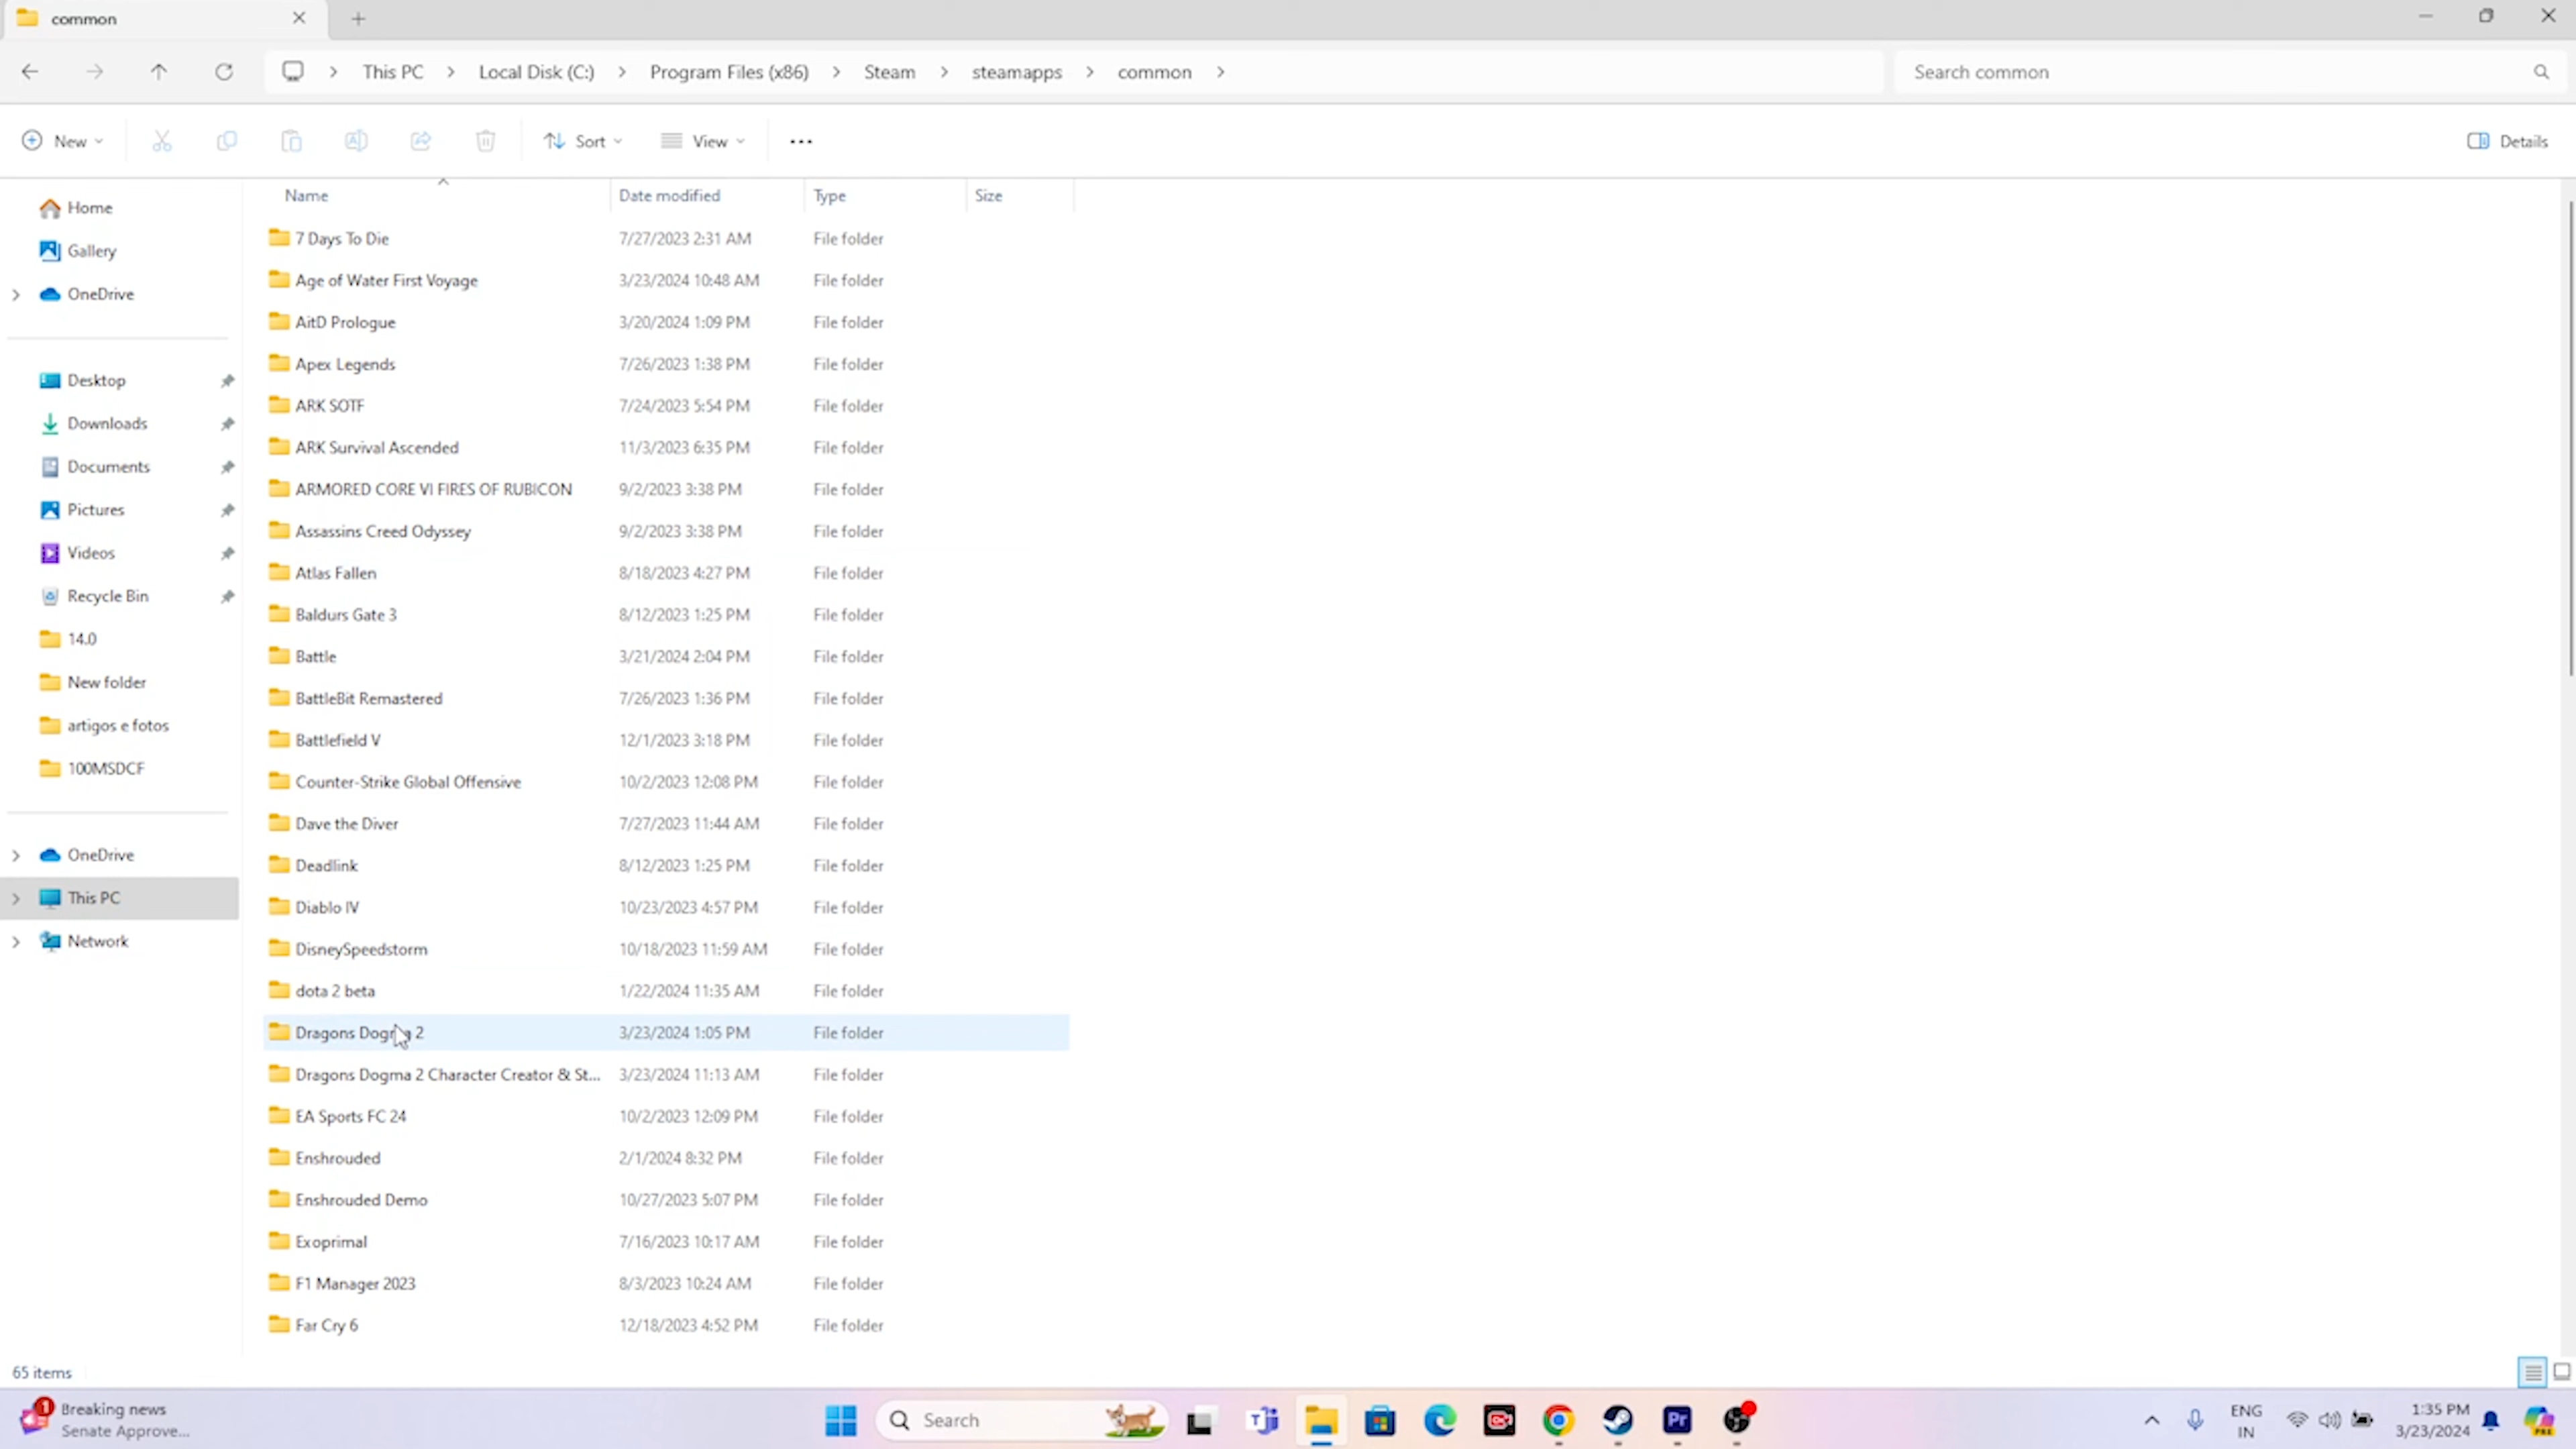 common
This PC > Local Disk (C:) > Program Files (x86) > Steam > steamapps > common >
Search common
New
Sort
View
Details
Home
Gallery
OneDrive
Desktop
Downloads
Documents
Pictures
Videos
Recycle Bin
14.0
New folder
artigos e fotos
100MSDCF
OneDrive
This PC
Network
Name Date modified Type Size
7 Days To Die 7/27/2023 2:31 AM File folder
Age of Water First Voyage 3/23/2024 10:48 AM File folder
AitD Prologue 3/20/2024 1:09 PM File folder
Apex Legends 7/26/2023 1:38 PM File folder
ARK SOTF 7/24/2023 5:54 PM File folder
ARK Survival Ascended 11/3/2023 6:35 PM File folder
ARMORED CORE VI FIRES OF RUBICON 9/2/2023 3:38 PM File folder
Assassins Creed Odyssey 9/2/2023 3:38 PM File folder
Atlas Fallen 8/18/2023 4:27 PM File folder
Baldurs Gate 3 8/12/2023 1:25 PM File folder
Battle 3/21/2024 2:04 PM File folder
BattleBit Remastered 7/26/2023 1:36 PM File folder
Battlefield V 12/1/2023 3:18 PM File folder
Counter-Strike Global Offensive 10/2/2023 12:08 PM File folder
Dave the Diver 7/27/2023 11:44 AM File folder
Deadlink 8/12/2023 1:25 PM File folder
Diablo IV 10/23/2023 4:57 PM File folder
DisneySpeedstorm 10/18/2023 11:59 AM File folder
dota 2 beta 1/22/2024 11:35 AM File folder
Dragons Dogma 2 3/23/2024 1:05 PM File folder
Dragons Dogma 2 Character Creator & St... 3/23/2024 11:13 AM File folder
EA Sports FC 24 10/2/2023 12:09 PM File folder
Enshrouded 2/1/2024 8:32 PM File folder
Enshrouded Demo 10/27/2023 5:07 PM File folder
Exoprimal 7/16/2023 10:17 AM File folder
F1 Manager 2023 8/3/2023 10:24 AM File folder
Far Cry 6 12/18/2023 4:52 PM File folder
65 items
1
Breaking news
Senate Approve...
Search
Pr
ENG
IN
1:35 PM
3/23/2024
PRE